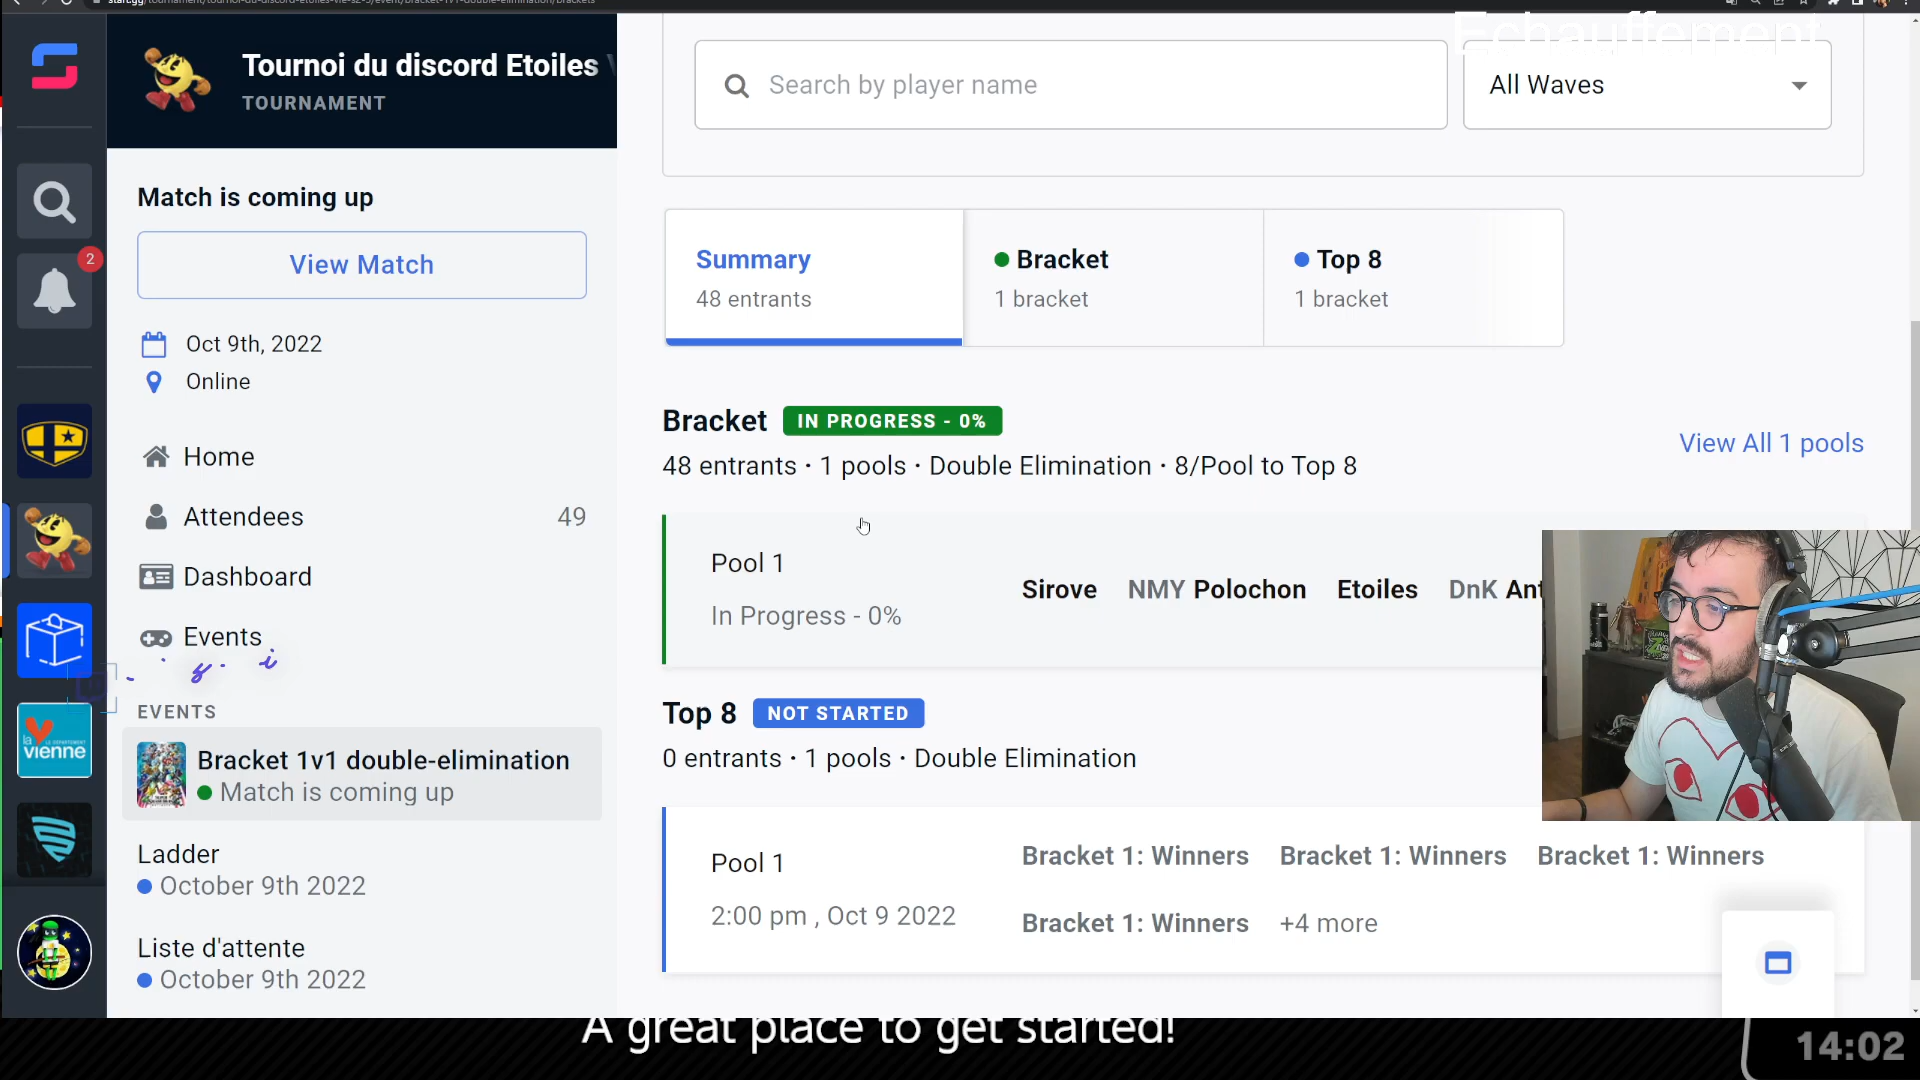 Echauffement
Tournoi du discord Etoiles
TOURNAMENT
Search by player name
All Waves
Match is coming up
View Match
2
Oct 9th, 2022
Online
Home
Attendees
49
Dashboard
Events
EVENTS
Bracket 1v1 double-elimination
Match is coming up
Ladder
October 9th 2022
Liste d'attente
October 9th 2022
la vienne
Summary
48 entrants
Bracket
1 bracket
Top 8
1 bracket
Bracket
IN PROGRESS - 0%
View All 1 pools
48 entrants · 1 pools · Double Elimination · 8/Pool to Top 8
Pool 1
In Progress - 0%
Sirove NMY Polochon Etoiles DnK Ant
Top 8
NOT STARTED
0 entrants · 1 pools · Double Elimination
Pool 1
2:00 pm , Oct 9 2022
Bracket 1: Winners Bracket 1: Winners Bracket 1: Winners
Bracket 1: Winners +4 more
A great place to get started!
14:02